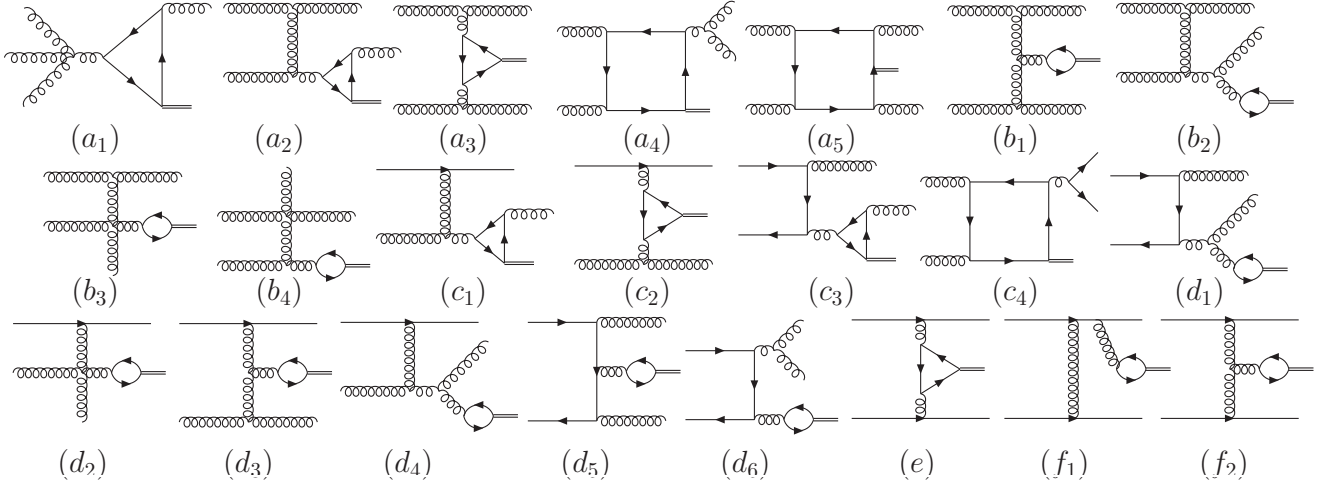 (a₁) (a₂) (a₃) (a₄) (a₅) (b₁) (b₂)
(b₃) (b₄) (c₁) (c₂) (c₃) (c₄) (d₁)
(d₂) (d₃) (d₄) (d₅) (d₆) (e) (f₁) (f₂)